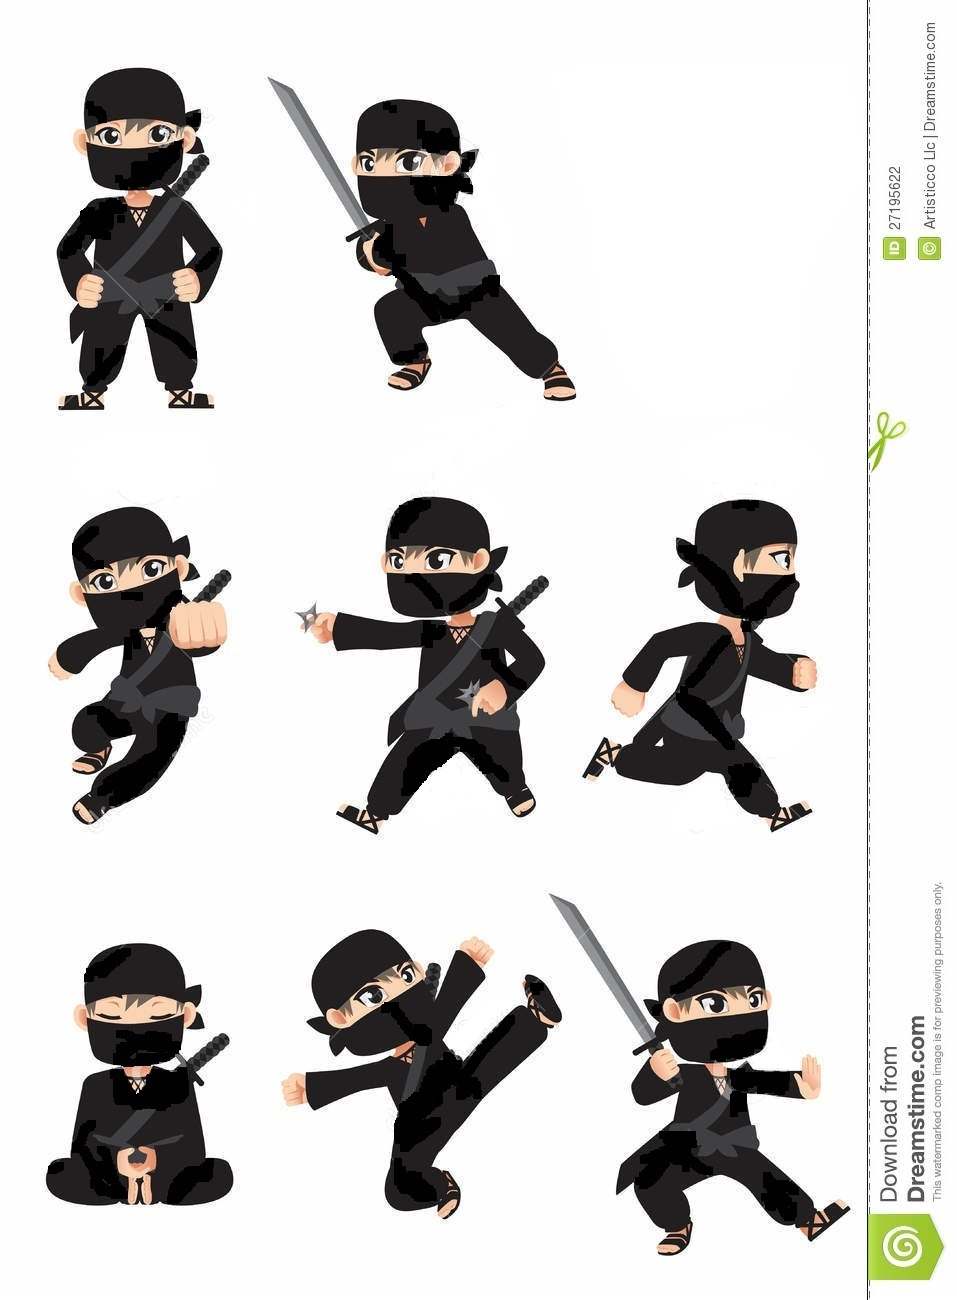 Download from
Dreamstime.com
This watermarked comp image is for previewing purposes only.
ID 27195622
© Artisticco Llc | Dreamstime.com